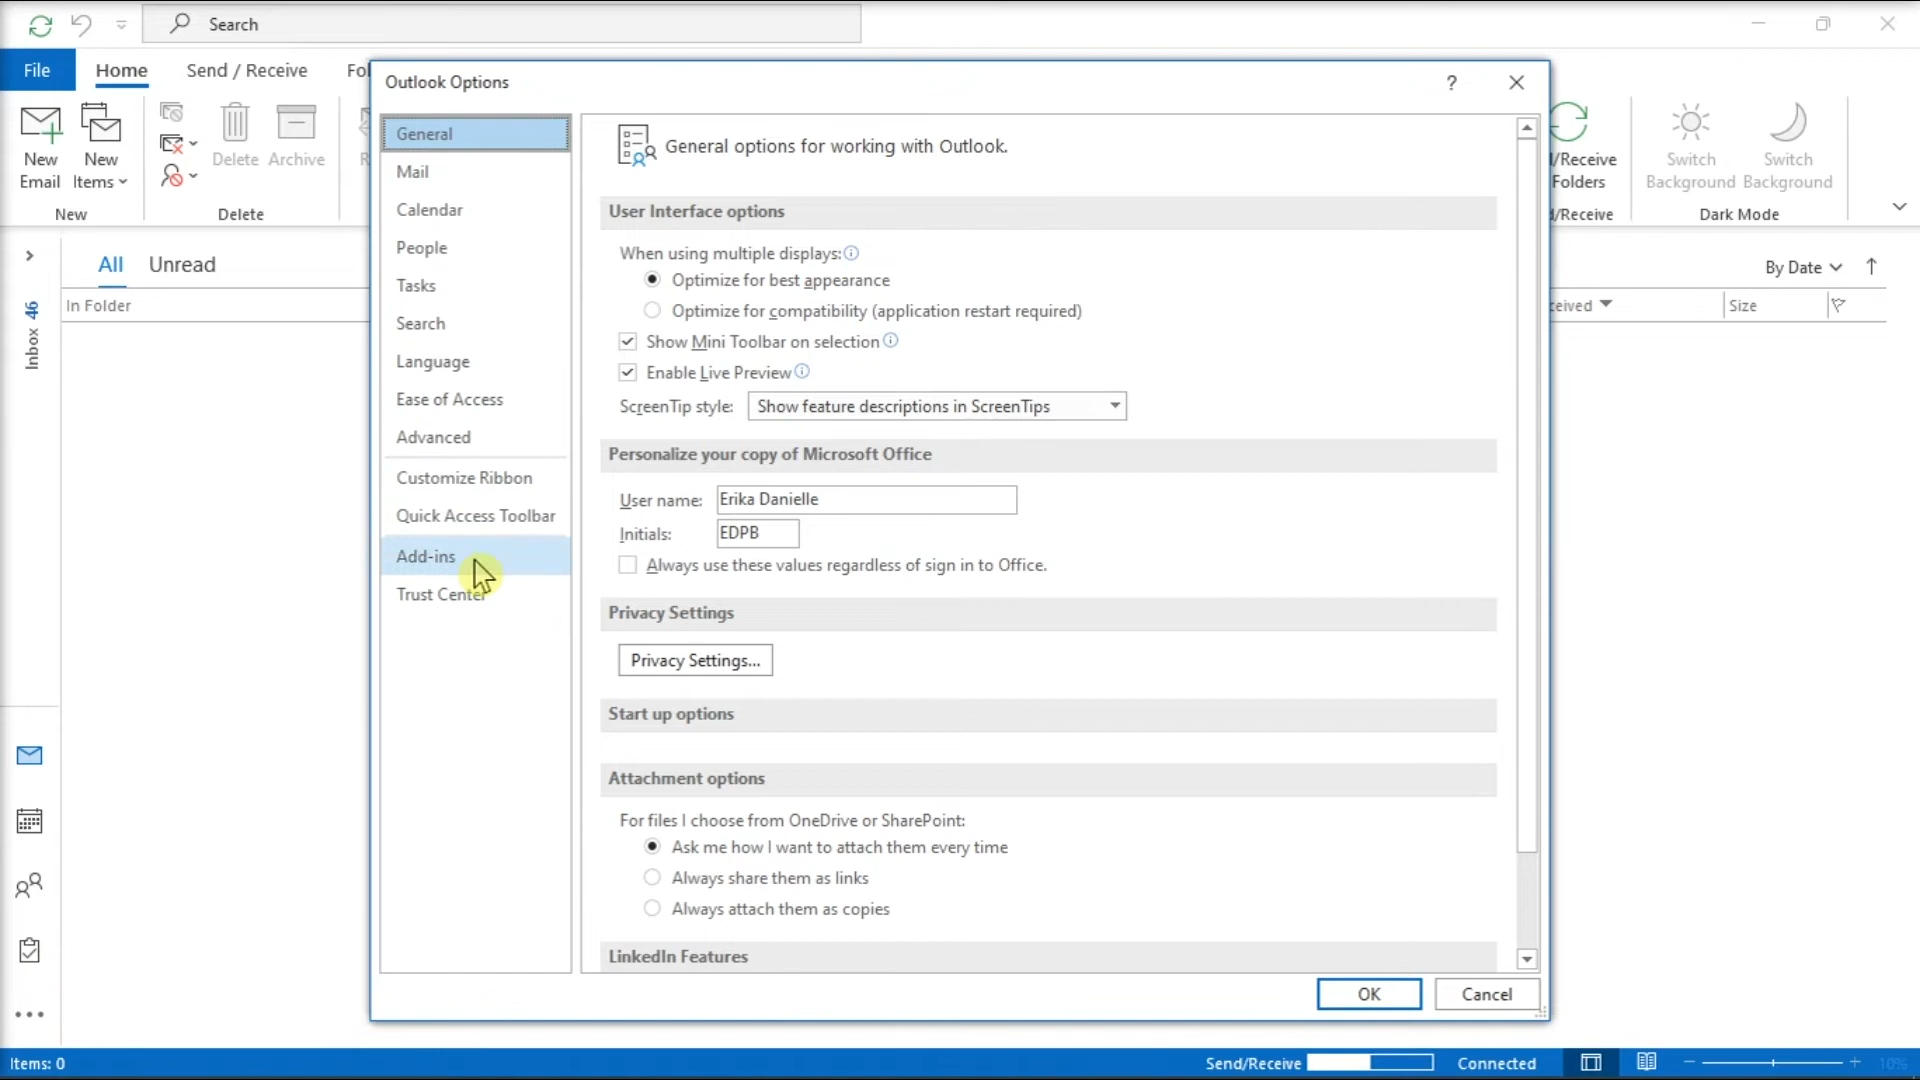 Search
File
Home
Send / Receive
Outlook Options
New
Email
New
Items
Delete
Archive
/Receive
Folders
Switch
Background
Switch
Background
New
Delete
/Receive
Dark Mode
All
Unread
By Date
In Folder
Size
Inbox 46
General
Mail
Calendar
People
Tasks
Search
Language
Ease of Access
Advanced
Customize Ribbon
Quick Access Toolbar
Add-ins
Trust Center
General options for working with Outlook.
User Interface options
When using multiple displays:
Optimize for best appearance
Optimize for compatibility (application restart required)
Show Mini Toolbar on selection
Enable Live Preview
ScreenTip style: Show feature descriptions in ScreenTips
Personalize your copy of Microsoft Office
User name: Erika Danielle
Initials: EDPB
Always use these values regardless of sign in to Office.
Privacy Settings
Privacy Settings...
Start up options
Attachment options
For files I choose from OneDrive or SharePoint:
Ask me how I want to attach them every time
Always share them as links
Always attach them as copies
LinkedIn Features
OK
Cancel
Items: 0
Send/Receive
Connected